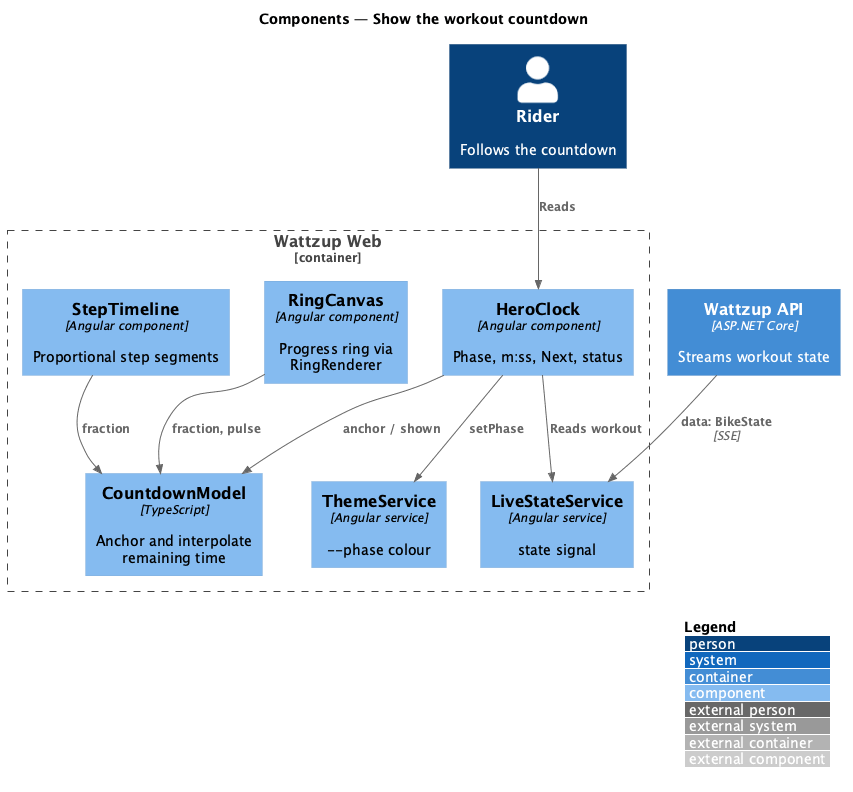 Components — Show the workout countdown
Rider
Follows the countdown
Reads
Wattzup Web
[container]
StepTimeline
[Angular component]
Proportional step segments
RingCanvas
[Angular component]
Progress ring via
RingRenderer
HeroClock
[Angular component]
Phase, m:ss, Next, status
Wattzup API
[ASP.NET Core]
Streams workout state
fraction
fraction, pulse
anchor / shown
setPhase
Reads workout
data: BikeState
[SSE]
CountdownModel
[TypeScript]
Anchor and interpolate
remaining time
ThemeService
[Angular service]
--phase colour
LiveStateService
[Angular service]
state signal
Legend
person
system
container
component
external person
external system
external container
external component